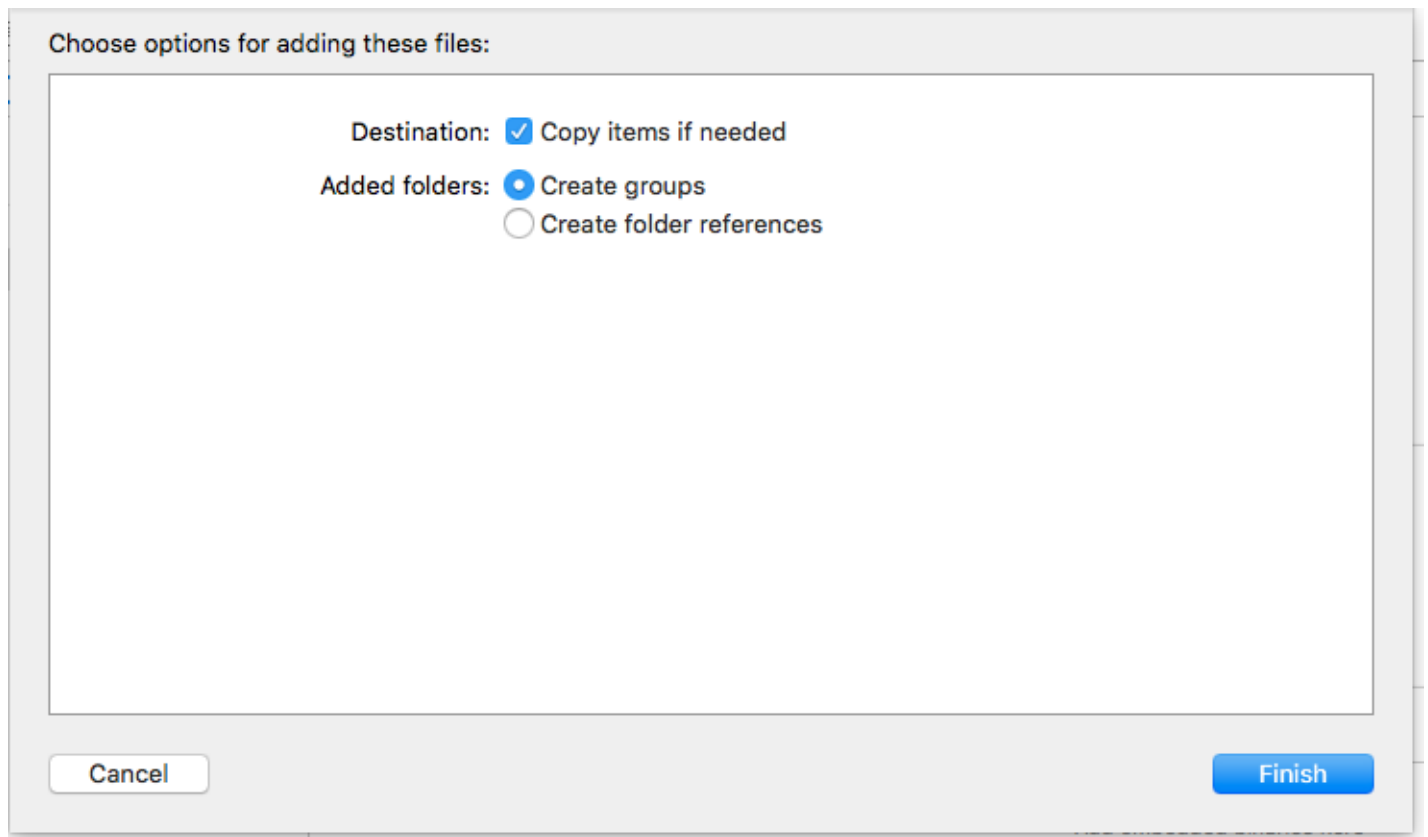 Choose options for adding these files:
Destination: Copy items if needed
Added folders: Create groups
Create folder references
Cancel
Finish